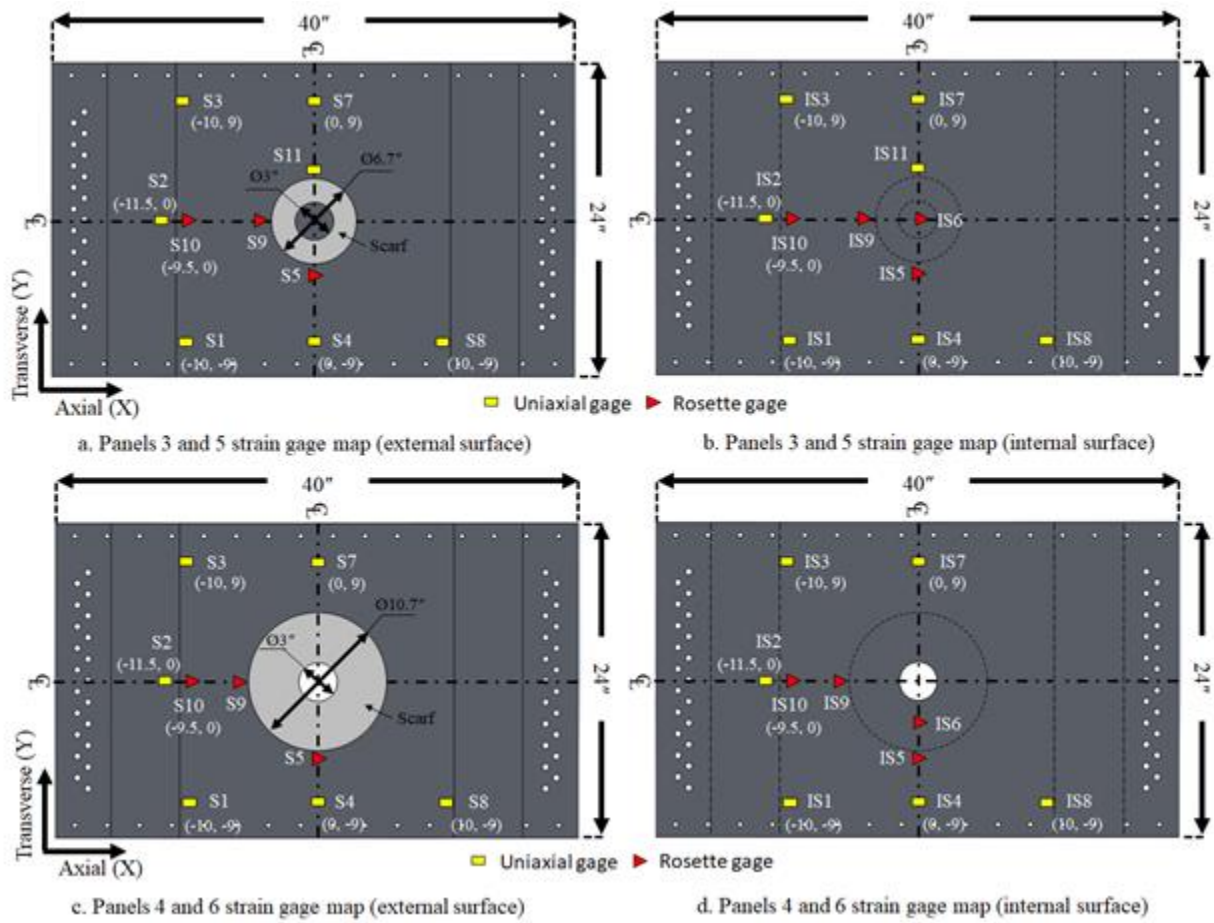 40"
40"
℄
℄
S3
(-10, 9)
S7
(0, 9)
S11
Ø6.7"
Ø3"
S2
(-11.5, 0)
℄
S10
(-9.5, 0)
S9
Scarf
S5
24"
S1
(-10, -9)
S4
(0, -9)
S8
(10, -9)
Transverse (Y)
Axial (X)
IS3
(-10, 9)
IS7
(0, 9)
IS11
IS2
(-11.5, 0)
℄
IS10
(-9.5, 0)
IS9
IS6
IS5
24"
IS1
(-10, -9)
IS4
(0, -9)
IS8
(10, -9)
Uniaxial gage Rosette gage
a. Panels 3 and 5 strain gage map (external surface)
b. Panels 3 and 5 strain gage map (internal surface)
40"
40"
℄
℄
S3
(-10, 9)
S7
(0, 9)
Ø10.7"
Ø3"
S2
(-11.5, 0)
℄
S10
(-9.5, 0)
S9
Scarf
S5
24"
S1
(-10, -9)
S4
(0, -9)
S8
(10, -9)
Transverse (Y)
Axial (X)
IS3
(-10, 9)
IS7
(0, 9)
IS2
(-11.5, 0)
℄
IS10
(-9.5, 0)
IS9
IS6
IS5
24"
IS1
(-10, -9)
IS4
(0, -9)
IS8
(10, -9)
Uniaxial gage Rosette gage
c. Panels 4 and 6 strain gage map (external surface)
d. Panels 4 and 6 strain gage map (internal surface)